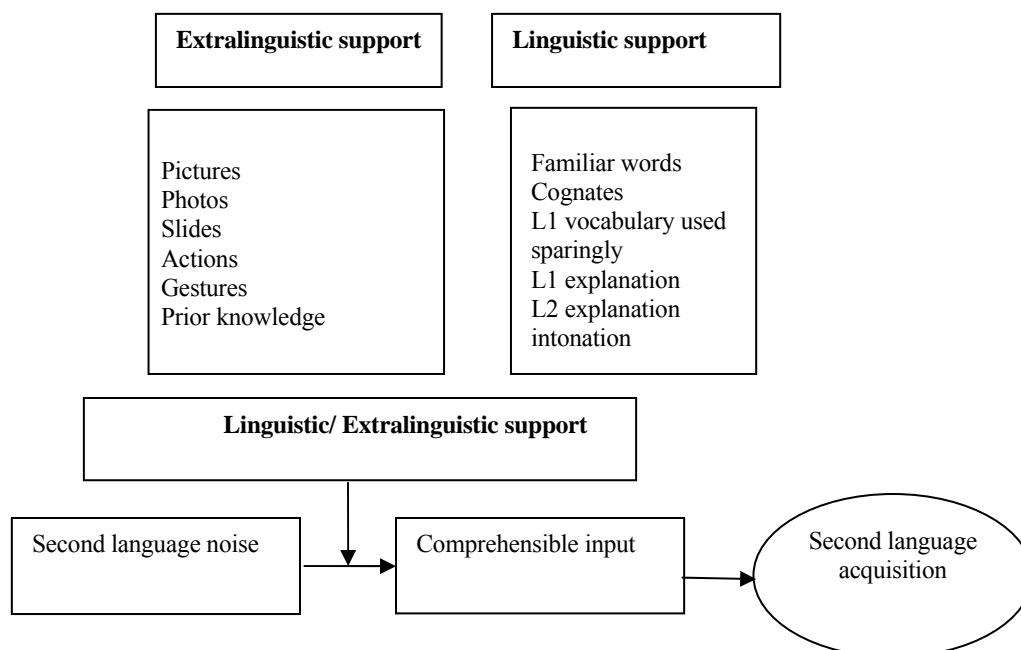 Extralinguistic support
Linguistic support
Pictures
Photos
Slides
Actions
Gestures
Prior knowledge
Familiar words
Cognates
L1 vocabulary used
sparingly
L1 explanation
L2 explanation
intonation
Linguistic/ Extralinguistic support
Second language noise
Comprehensible input
Second language
acquisition